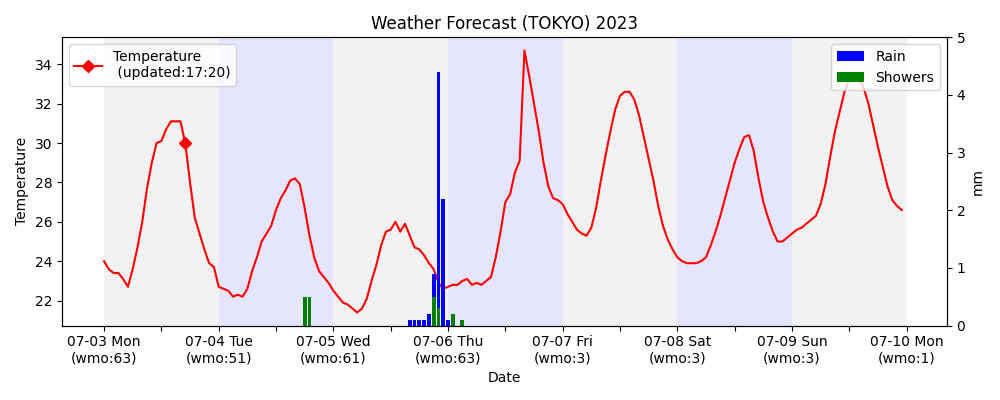 Weather Forecast (TOKYO) 2023
Temperature
(updated:17:20)
Rain
Showers
34
32
30
28
26
24
22
Temperature
5
4
3
2
1
0
mm
07-03 Mon
(wmo:63)
07-04 Tue
(wmo:51)
07-05 Wed
(wmo:61)
07-06 Thu
(wmo:63)
07-07 Fri
(wmo:3)
07-08 Sat
(wmo:3)
07-09 Sun
(wmo:3)
07-10 Mon
(wmo:1)
Date